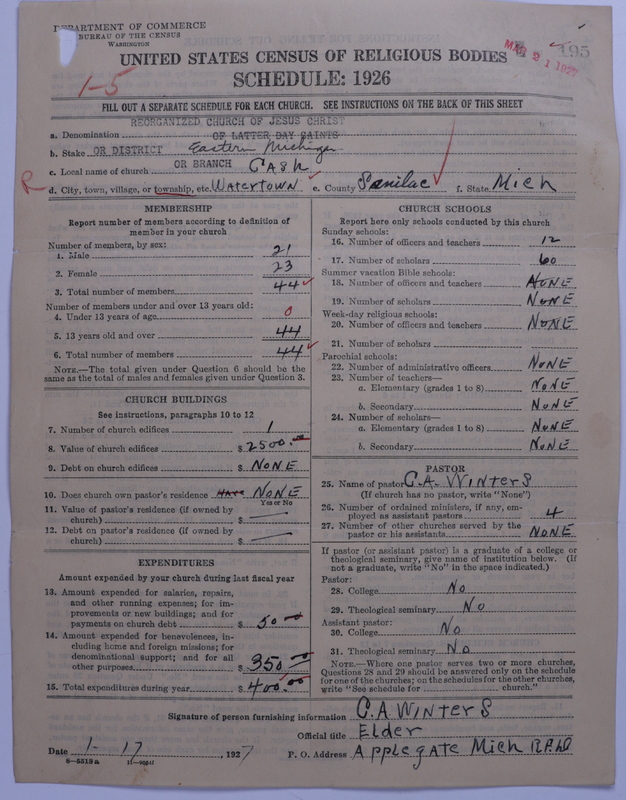 DEPARTMENT OF COMMERCE
BUREAU OF THE CENSUS
WASHINGTON
MAR 21 1927
195
1-5
UNITED STATES CENSUS OF RELIGIOUS BODIES
SCHEDULE: 1926
FILL OUT A SEPARATE SCHEDULE FOR EACH CHURCH. SEE INSTRUCTIONS ON THE BACK OF THIS SHEET
REORGANIZED CHURCH OF JESUS CHRIST
a. Denomination OF LATTER DAY SAINTS
b. Stake OR DISTRICT Eastern Michigan
c. Local name of church OR BRANCH CASH
R d. City, town, village, or township, etc. WATERTOWN e. County Sanilac f. State Mich
MEMBERSHIP
Report number of members according to definition of
member in your church
Number of members, by sex:
1. Male 21
2. Female 23
3. Total number of members 44
Number of members under and over 13 years old:
4. Under 13 years of age 0
5. 13 years old and over 44
6. Total number of members 44
NOTE.—The total given under Question 6 should be the
same as the total of males and females given under Question 3.
CHURCH BUILDINGS
See instructions, paragraphs 10 to 12
7. Number of church edifices 1
8. Value of church edifices $ 2500.00
9. Debt on church edifices $ NONE
10. Does church own pastor's residence NONE
Yes or No
11. Value of pastor's residence (if owned by
church) $
12. Debt on pastor's residence (if owned by
church) $
EXPENDITURES
Amount expended by your church during last fiscal year
13. Amount expended for salaries, repairs,
and other running expenses; for im-
provements or new buildings; and for
payments on church debt $ 50
14. Amount expended for benevolences, in-
cluding home and foreign missions; for
denominational support; and for all
other purposes $ 350
15. Total expenditures during year $ 400.00
CHURCH SCHOOLS
Report here only schools conducted by this church
Sunday schools:
16. Number of officers and teachers 12
17. Number of scholars 60
Summer vacation Bible schools:
18. Number of officers and teachers NONE
19. Number of scholars NONE
Week-day religious schools:
20. Number of officers and teachers NONE
21. Number of scholars
Parochial schools:
22. Number of administrative officers NONE
23. Number of teachers—
a. Elementary (grades 1 to 8) NONE
b. Secondary NONE
24. Number of scholars—
a. Elementary (grades 1 to 8) NONE
b. Secondary NONE
PASTOR
25. Name of pastor C.A. WINTERS
(If church has no pastor, write "None")
26. Number of ordained ministers, if any, em-
ployed as assistant pastors 4
27. Number of other churches served by the
pastor or his assistants NONE
If pastor (or assistant pastor) is a graduate of a college or
theological seminary, give name of institution below. (If
not a graduate, write "No" in the space indicated.)
Pastor:
28. College No
29. Theological seminary No
Assistant pastor:
30. College No
31. Theological seminary No
NOTE.—Where one pastor serves two or more churches,
Questions 28 and 29 should be answered only on the schedule
for one of the churches; on the schedules for the other churches,
write "See schedule for church."
Signature of person furnishing information C.A WINTERS
Official title Elder
Date 1-17, 1927 P. O. Address Applegate Mich
8—5518a